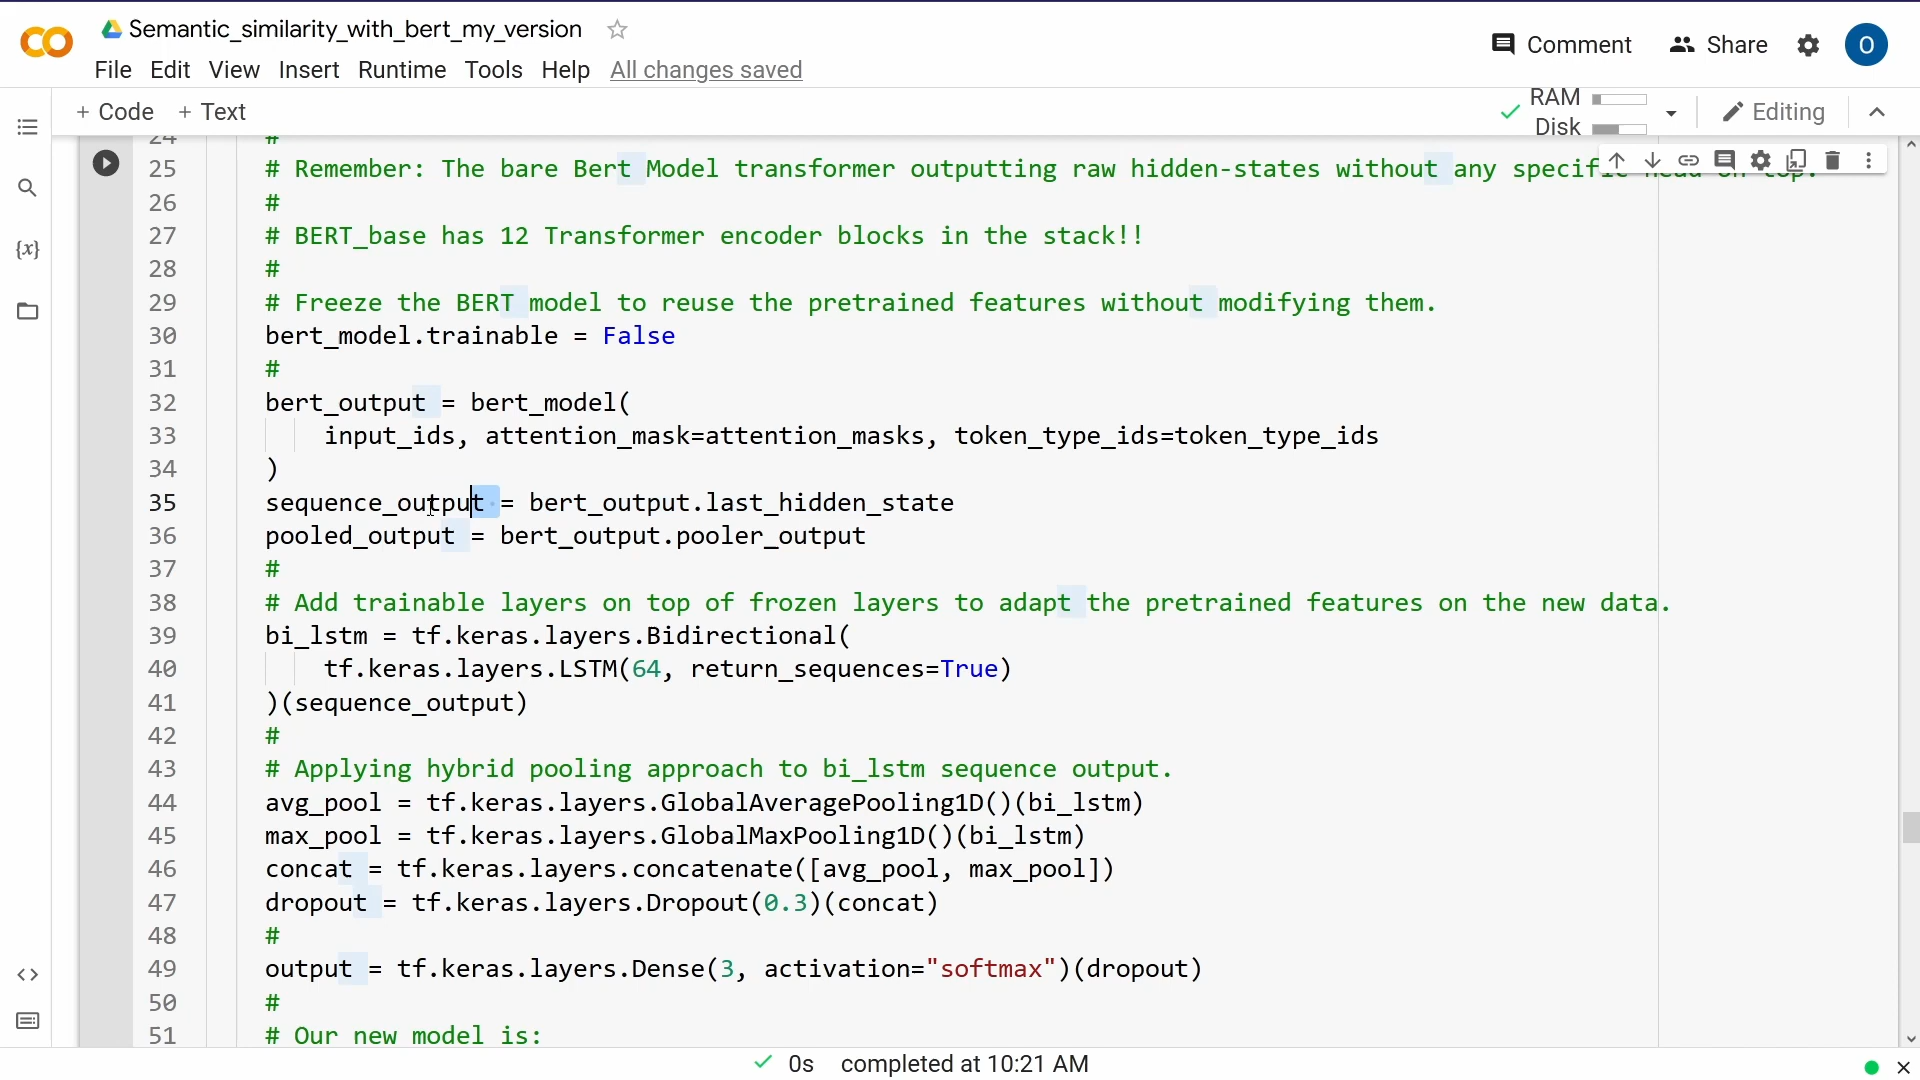 Semantic_similarity_with_bert_my_version
Comment
Share
O
File Edit View Insert Runtime Tools Help All changes saved
+ Code + Text
RAM
Disk
Editing
24 #
25 # Remember: The bare Bert Model transformer outputting raw hidden-states without any specific head on top.
26 #
27 # BERT_base has 12 Transformer encoder blocks in the stack!!
28 #
29 # Freeze the BERT model to reuse the pretrained features without modifying them.
30 bert_model.trainable = False
31 #
32 bert_output = bert_model(
33 input_ids, attention_mask=attention_masks, token_type_ids=token_type_ids
34 )
35 sequence_output = bert_output.last_hidden_state
36 pooled_output = bert_output.pooler_output
37 #
38 # Add trainable layers on top of frozen layers to adapt the pretrained features on the new data.
39 bi_lstm = tf.keras.layers.Bidirectional(
40 tf.keras.layers.LSTM(64, return_sequences=True)
41 )(sequence_output)
42 #
43 # Applying hybrid pooling approach to bi_lstm sequence output.
44 avg_pool = tf.keras.layers.GlobalAveragePooling1D()(bi_lstm)
45 max_pool = tf.keras.layers.GlobalMaxPooling1D()(bi_lstm)
46 concat = tf.keras.layers.concatenate([avg_pool, max_pool])
47 dropout = tf.keras.layers.Dropout(0.3)(concat)
48 #
49 output = tf.keras.layers.Dense(3, activation="softmax")(dropout)
50 #
51 # Our new model is:
0s completed at 10:21 AM